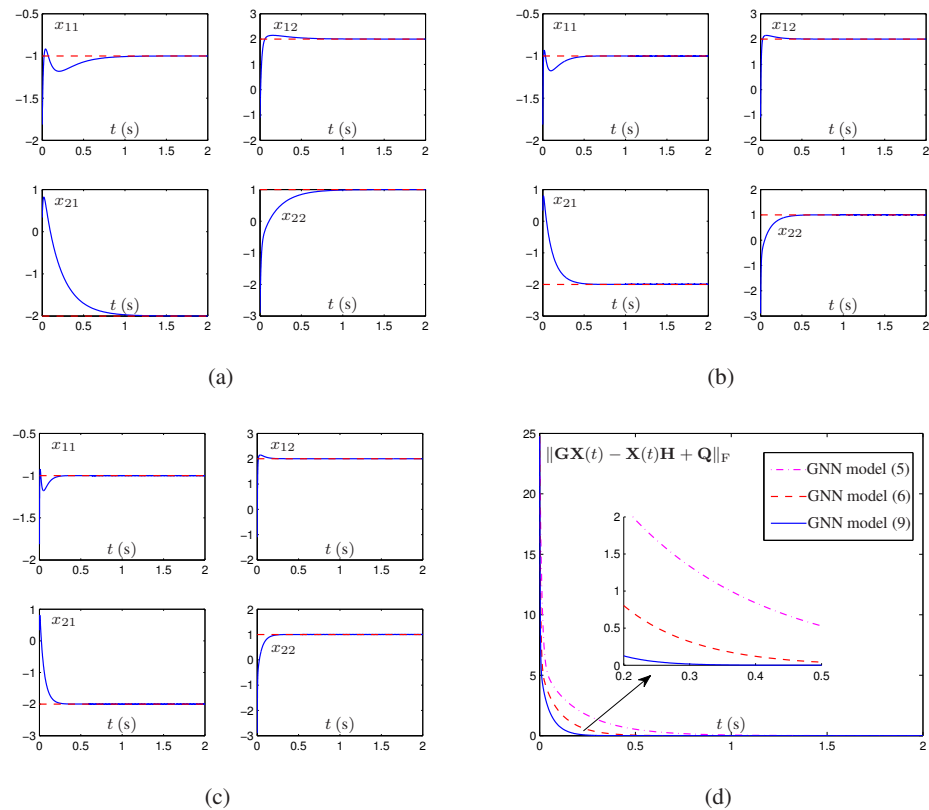 x11
−0.5
−1
−1.5
−2
t (s)
0 0.5 1 1.5 2
x12
3
2
1
0
−1
−2
t (s)
0 0.5 1 1.5 2
x21
1
0
−1
−2
t (s)
0 0.5 1 1.5 2
x22
1
0
−1
−2
−3
t (s)
0 0.5 1 1.5 2
(a)
x11
−0.5
−1
−1.5
−2
t (s)
0 0.5 1 1.5 2
x12
3
2
1
0
−1
−2
t (s)
0 0.5 1 1.5 2
x21
1
0
−1
−2
−3
t (s)
0 0.5 1 1.5 2
x22
2
1
0
−1
−2
−3
t (s)
0 0.5 1 1.5 2
(b)
x11
−0.5
−1
−1.5
−2
t (s)
0 0.5 1 1.5 2
x12
3
2
1
0
−1
−2
t (s)
0 0.5 1 1.5 2
x21
1
0
−1
−2
−3
t (s)
0 0.5 1 1.5 2
x22
2
1
0
−1
−2
−3
t (s)
0 0.5 1 1.5 2
(c)
‖GX(t) − X(t)H + Q‖F
GNN model (5)
GNN model (6)
GNN model (9)
25
20
15
10
5
0
2
1.5
1
0.5
0
0.2 0.3 0.4 0.5
t (s)
0 0.5 1 1.5 2
(d)